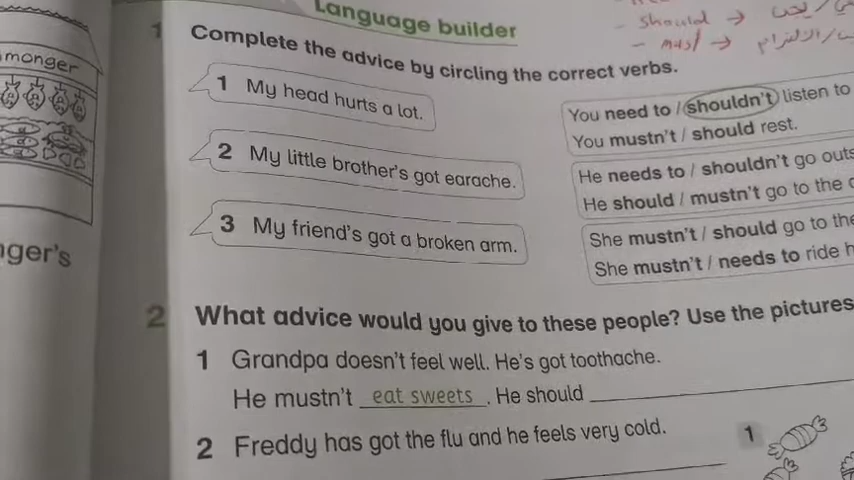 Language builder
should →
must → الالتزام
monger
1 Complete the advice by circling the correct verbs.
1 My head hurts a lot.
You need to / shouldn't listen to
You mustn't / should rest.
2 My little brother's got earache.
He needs to / shouldn't go outs
He should / mustn't go to the
3 My friend's got a broken arm.
She mustn't / should go to the
She mustn't / needs to ride h
nger's
2 What advice would you give to these people? Use the pictures
1 Grandpa doesn't feel well. He's got toothache.
He mustn't eat sweets. He should
2 Freddy has got the flu and he feels very cold.
1